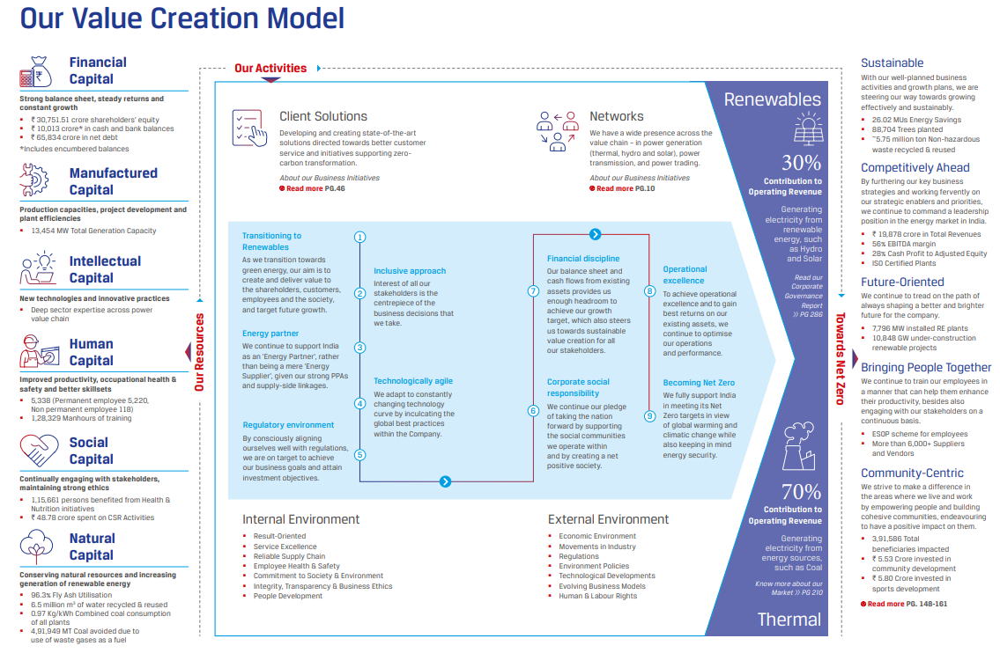 Our Value Creation Model
Financial
Capital
Strong balance sheet, steady returns and
constant growth
₹ 30,751.51 crore shareholders' equity
₹ 10,013 crore* in cash and bank balances
₹ 65,834 crore in net debt
*Includes encumbered balances
Manufactured
Capital
Production capacities, project development and
plant efficiencies
13,454 MW Total Generation Capacity
Intellectual
Capital
New technologies and innovative practices
Deep sector expertise across power
value chain
Human
Capital
Improved productivity, occupational health &
safety and better skillsets
5,338 (Permanent employee 5,220,
Non permanent employee 118)
1,28,329 Manhours of training
Social
Capital
Continually engaging with stakeholders,
maintaining strong ethics
1,15,661 persons benefited from Health &
Nutrition initiatives
₹ 48.78 crore spent on CSR Activities
Natural
Capital
Conserving natural resources and increasing
generation of renewable energy
96.3% Fly Ash Utilisation
6.5 million m³ of water recycled & reused
0.97 Kg/kWh Combined coal consumption
of all plants
4,91,949 MT Coal avoided due to
use of waste gases as a fuel
Our Resources
Our Activities
Client Solutions
Developing and creating state-of-the-art
solutions directed towards better customer
service and initiatives supporting zero-
carbon transformation.
About our Business Initiatives
Read more PG.46
Networks
We have a wide presence across the
value chain – in power generation
(thermal, hydro and solar), power
transmission, and power trading.
About our Business Initiatives
Read more PG.10
Transitioning to
Renewables
As we transition towards
green energy, our aim is to
create and deliver value to
the shareholders, customers,
employees and the society,
and target future growth.
Energy partner
We continue to support India
as an 'Energy Partner', rather
than being a mere 'Energy
Supplier', given our strong PPAs
and supply-side linkages.
Regulatory environment
By consciously aligning
ourselves well with regulations,
we are on target to achieve
our business goals and attain
investment objectives.
1
2
3
4
5
Inclusive approach
Interest of all our
stakeholders is the
centrepiece of the
business decisions that
we take.
Technologically agile
We adapt to constantly
changing technology
curve by inculcating the
global best practices
within the Company.
7
6
Financial discipline
Our balance sheet and
cash flows from existing
assets provides us
enough headroom to
achieve our growth
target, which also steers
us towards sustainable
value creation for all
our stakeholders.
Corporate social
responsibility
We continue our pledge
of taking the nation
forward by supporting
the social communities
we operate within
and by creating a net
positive society.
8
9
Operational
excellence
To achieve operational
excellence and to gain
best returns on our
existing assets, we
continue to optimise
our operations
and performance.
Becoming Net Zero
We fully support India
in meeting its Net
Zero targets in view
of global warming and
climatic change while
also keeping in mind
energy security.
Internal Environment
Result-Oriented
Service Excellence
Reliable Supply Chain
Employee Health & Safety
Commitment to Society & Environment
Integrity, Transparency & Business Ethics
People Development
External Environment
Economic Environment
Movements in Industry
Regulations
Environment Policies
Technological Developments
Evolving Business Models
Human & Labour Rights
Renewables
30%
Contribution to
Operating Revenue
Generating
electricity from
renewable
energy, such
as Hydro
and Solar
Read our
Corporate
Governance
Report
>> PG 286
70%
Contribution to
Operating Revenue
Generating
electricity from
energy sources,
such as Coal
Know more about our
Market >> PG 210
Thermal
Towards Net Zero
Sustainable
With our well-planned business
activities and growth plans, we are
steering our way towards growing
effectively and sustainably.
26.02 MUs Energy Savings
88,704 Trees planted
~5.75 million ton Non-hazardous
waste recycled & reused
Competitively Ahead
By furthering our key business
strategies and working fervently on
our strategic enablers and priorities,
we continue to command a leadership
position in the energy market in India.
₹ 19,878 crore in Total Revenues
56% EBITDA margin
28% Cash Profit to Adjusted Equity
ISO Certified Plants
Future-Oriented
We continue to tread on the path of
always shaping a better and brighter
future for the company.
7,796 MW installed RE plants
10,848 GW under-construction
renewable projects
Bringing People Together
We continue to train our employees in
a manner that can help them enhance
their productivity, besides also
engaging with our stakeholders on a
continuous basis.
ESOP scheme for employees
More than 6,000+ Suppliers
and Vendors
Community-Centric
We strive to make a difference in
the areas where we live and work
by empowering people and building
cohesive communities, endeavouring
to have a positive impact on them.
3,91,586 Total
beneficiaries impacted
₹ 5.53 Crore invested in
community development
₹ 5.80 Crore invested in
sports development
Read more PG. 148-161